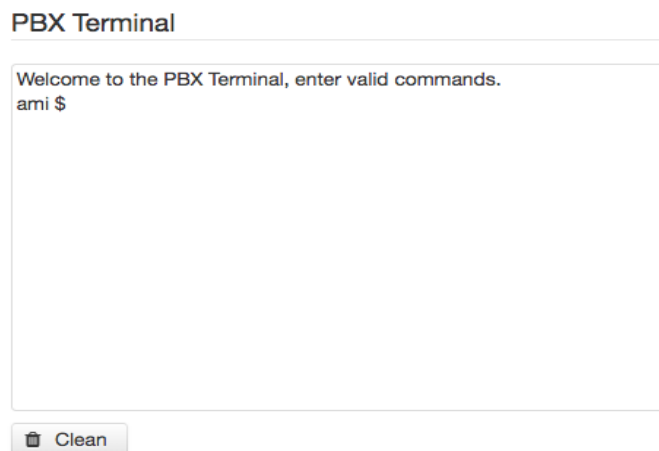 PBX Terminal
Welcome to the PBX Terminal, enter valid commands.
ami $
Clean